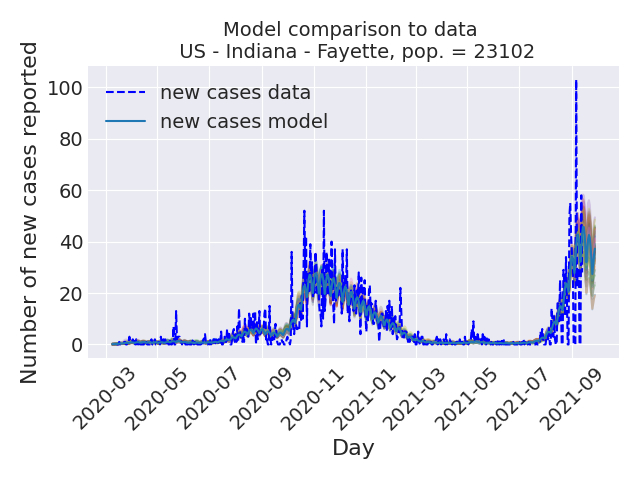 Model comparison to data
US - Indiana - Fayette, pop. = 23102
Number of new cases reported
100
80
60
40
20
0
new cases data
new cases model
2020-03
2020-05
2020-07
2020-09
2020-11
2021-01
2021-03
2021-05
2021-07
2021-09
Day